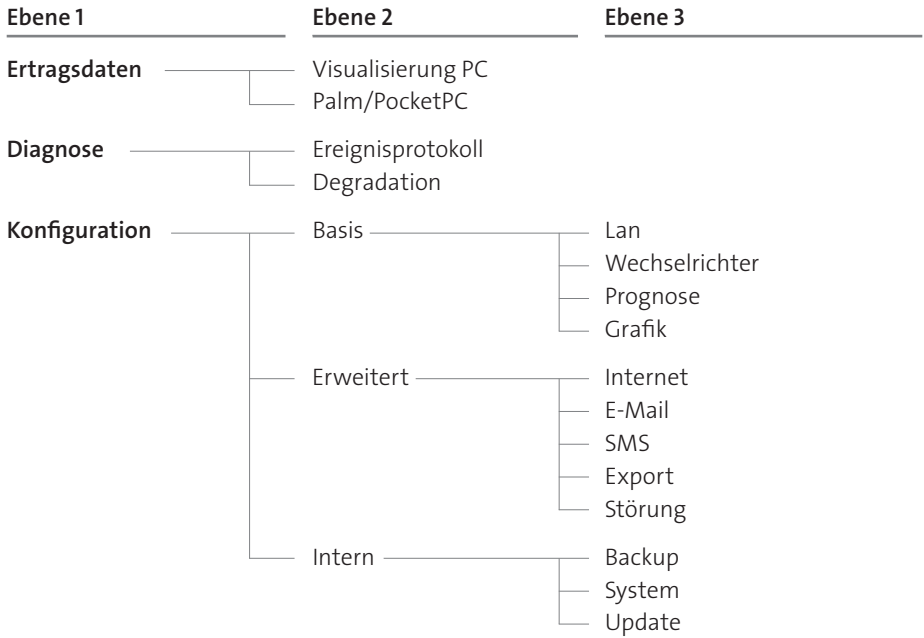 Ebene 1 Ebene 2 Ebene 3
Ertragsdaten Visualisierung PC
Palm/PocketPC
Diagnose Ereignisprotokoll
Degradation
Konfiguration Basis Lan
Wechselrichter
Prognose
Grafik
Erweitert Internet
E-Mail
SMS
Export
Störung
Intern Backup
System
Update